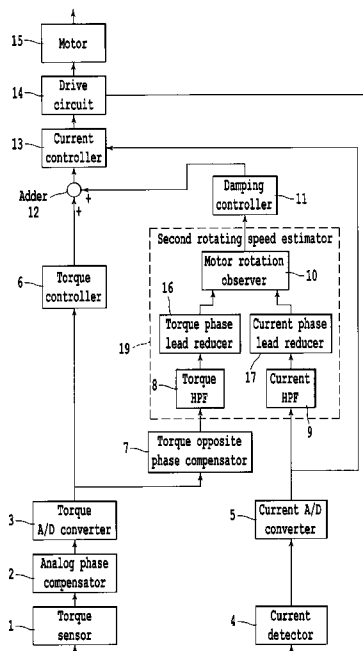 15
Motor
14
Drive
circuit
13
Current
controller
Adder
12
+
+
Damping
controller
11
Second rotating speed estimator
6
Torque
controller
Motor rotation
observer
10
16
19
Torque phase
lead reducer
Current phase
lead reducer
17
8
Torque
HPF
Current
HPF
9
7
Torque opposite
phase compensator
3
Torque
A/D converter
5
Current A/D
converter
2
Analog phase
compensator
1
Torque
sensor
4
Current
detector